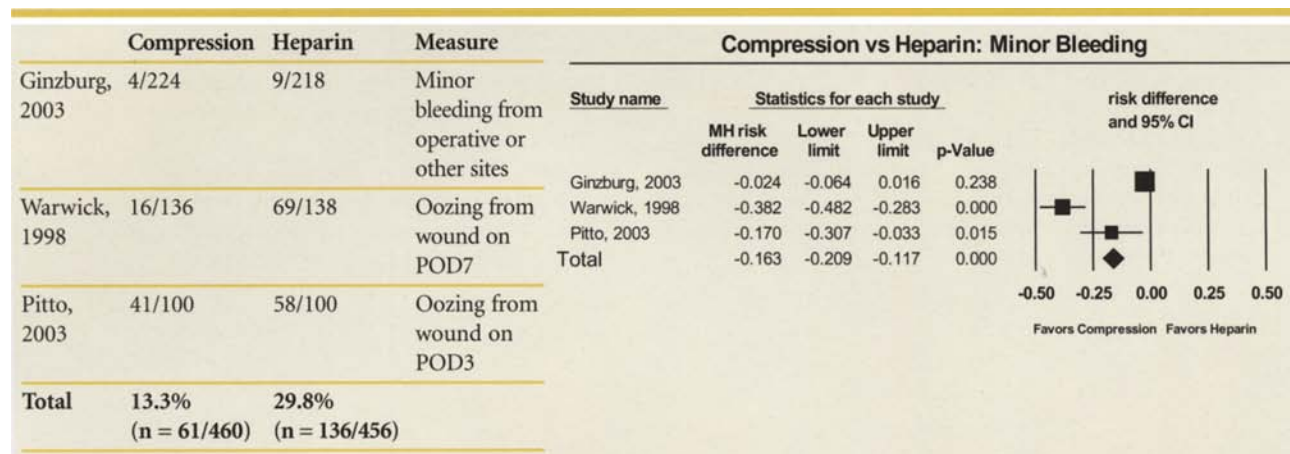 Compression Heparin Measure
Ginzburg, 4/224 9/218 Minor
2003 bleeding from
operative or
other sites
Warwick, 16/136 69/138 Oozing from
1998 wound on
POD7
Pitto, 41/100 58/100 Oozing from
2003 wound on
POD3
Total 13.3% 29.8%
(n = 61/460) (n = 136/456)
Compression vs Heparin: Minor Bleeding
Study name Statistics for each study risk difference
and 95% CI
MH risk Lower Upper
difference limit limit p-Value
Ginzburg, 2003 -0.024 -0.064 0.016 0.238
Warwick, 1998 -0.382 -0.482 -0.283 0.000
Pitto, 2003 -0.170 -0.307 -0.033 0.015
Total -0.163 -0.209 -0.117 0.000
-0.50 -0.25 0.00 0.25 0.50
Favors Compression Favors Heparin